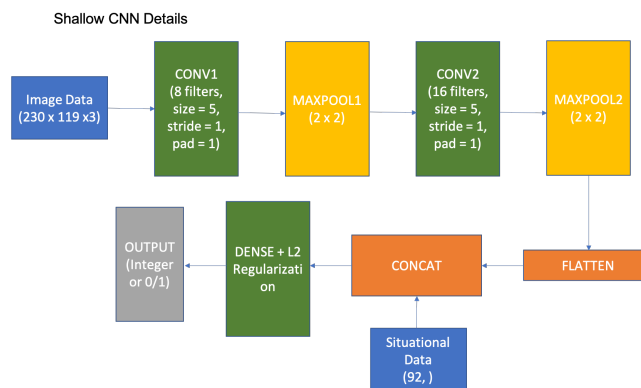 Shallow CNN Details
Image Data
(230 x 119 x3)
CONV1
(8 filters,
size = 5,
stride = 1,
pad = 1)
MAXPOOL1
(2 x 2)
CONV2
(16 filters,
size = 5,
stride = 1,
pad = 1)
MAXPOOL2
(2 x 2)
OUTPUT
(Integer
or 0/1)
DENSE + L2
Regularizati
on
CONCAT
FLATTEN
Situational
Data
(92, )